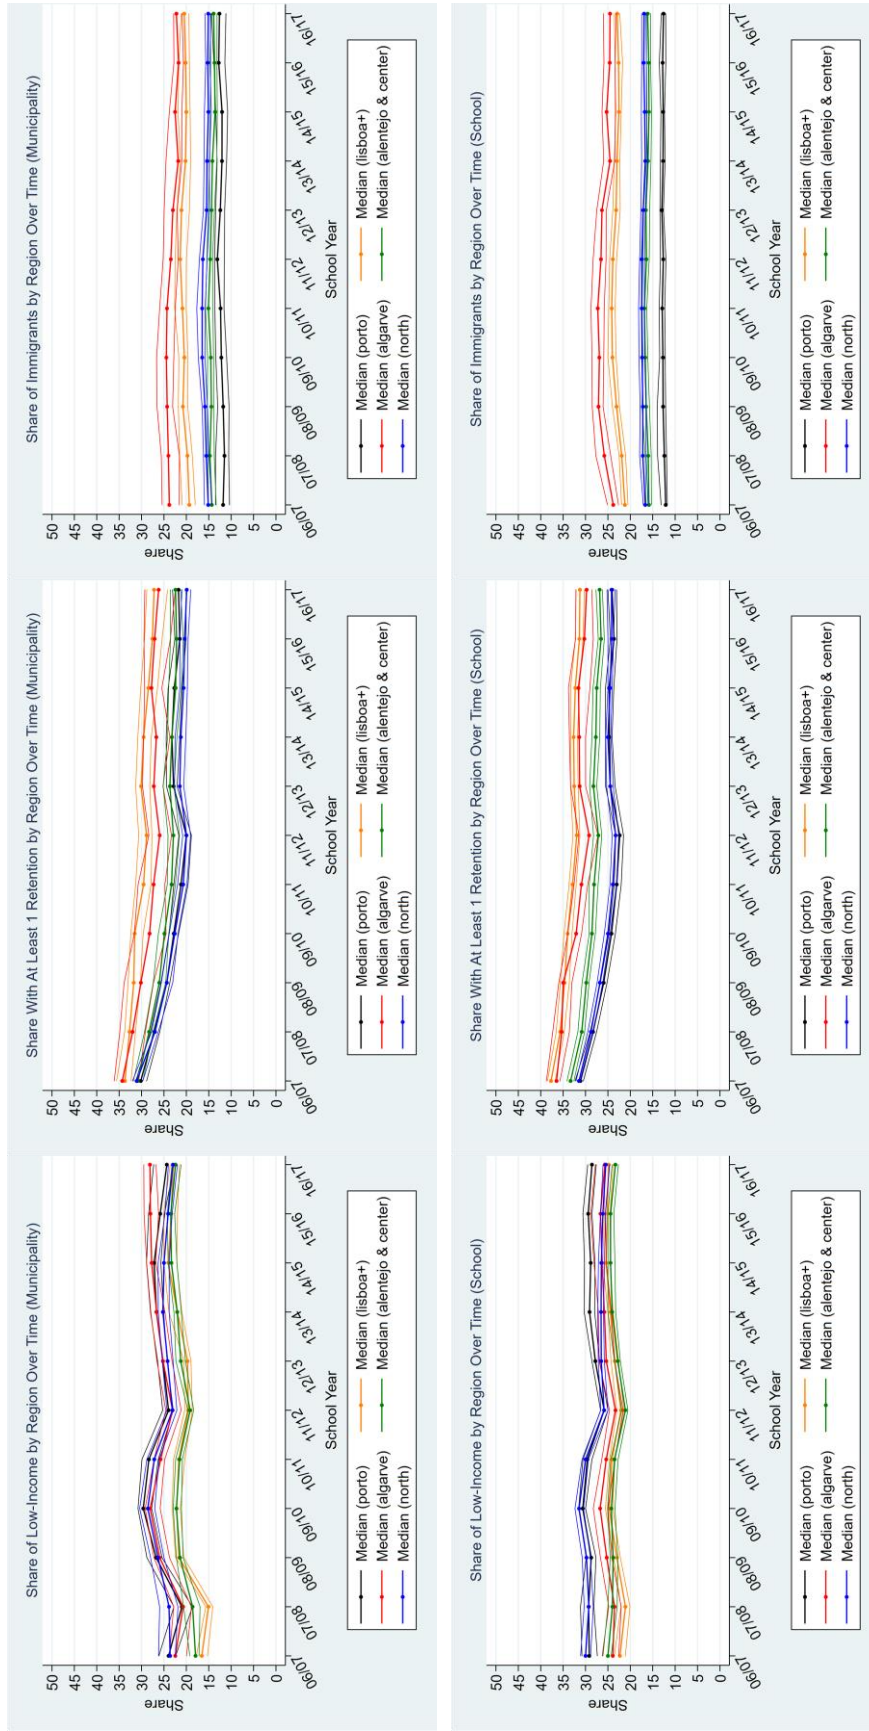 Share of Low-Income by Region Over Time (Municipality)
50
45
40
35
30
25
20
15
10
5
0
Share
06/07
07/08
08/09
09/10
10/11
11/12
12/13
13/14
14/15
15/16
16/17
School Year
Median (porto)
Median (lisboa+)
Median (algarve)
Median (alentejo & center)
Median (north)
Share With At Least 1 Retention by Region Over Time (Municipality)
50
45
40
35
30
25
20
15
10
5
0
Share
06/07
07/08
08/09
09/10
10/11
11/12
12/13
13/14
14/15
15/16
16/17
School Year
Median (porto)
Median (lisboa+)
Median (algarve)
Median (alentejo & center)
Median (north)
Share of Immigrants by Region Over Time (Municipality)
50
45
40
35
30
25
20
15
10
5
0
Share
06/07
07/08
08/09
09/10
10/11
11/12
12/13
13/14
14/15
15/16
16/17
School Year
Median (porto)
Median (lisboa+)
Median (algarve)
Median (alentejo & center)
Median (north)
Share of Low-Income by Region Over Time (School)
50
45
40
35
30
25
20
15
10
5
0
Share
06/07
07/08
08/09
09/10
10/11
11/12
12/13
13/14
14/15
15/16
16/17
School Year
Median (porto)
Median (lisboa+)
Median (algarve)
Median (alentejo & center)
Median (north)
Share With At Least 1 Retention by Region Over Time (School)
50
45
40
35
30
25
20
15
10
5
0
Share
06/07
07/08
08/09
09/10
10/11
11/12
12/13
13/14
14/15
15/16
16/17
School Year
Median (porto)
Median (lisboa+)
Median (algarve)
Median (alentejo & center)
Median (north)
Share of Immigrants by Region Over Time (School)
50
45
40
35
30
25
20
15
10
5
0
Share
06/07
07/08
08/09
09/10
10/11
11/12
12/13
13/14
14/15
15/16
16/17
School Year
Median (porto)
Median (lisboa+)
Median (algarve)
Median (alentejo & center)
Median (north)